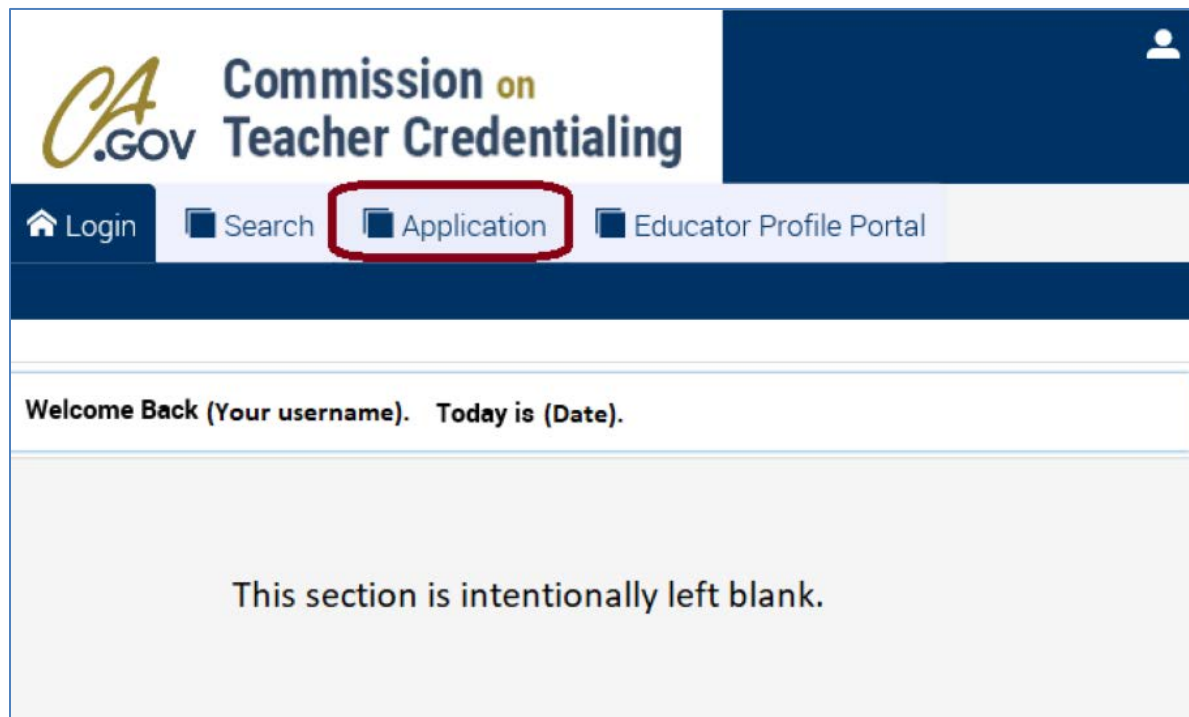 CA.GOV
Commission on
Teacher Credentialing
Login Search Application Educator Profile Portal
Welcome Back (Your username). Today is (Date).
This section is intentionally left blank.